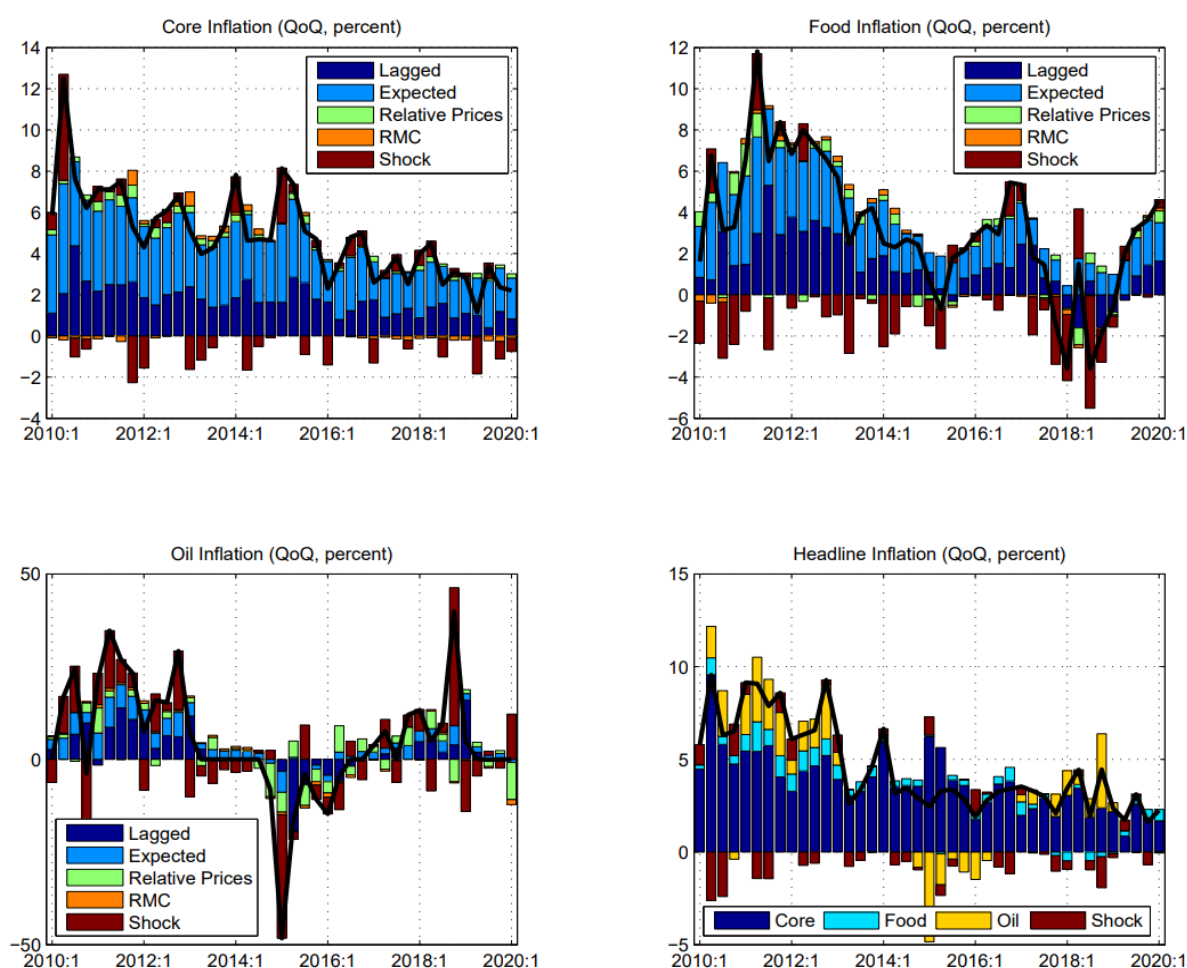 Core Inflation (QoQ, percent)
14
12
10
8
6
4
2
0
−2
−4
2010:1 2012:1 2014:1 2016:1 2018:1 2020:1
Lagged
Expected
Relative Prices
RMC
Shock
Food Inflation (QoQ, percent)
12
10
8
6
4
2
0
−2
−4
−6
2010:1 2012:1 2014:1 2016:1 2018:1 2020:1
Lagged
Expected
Relative Prices
RMC
Shock
Oil Inflation (QoQ, percent)
50
0
−50
2010:1 2012:1 2014:1 2016:1 2018:1 2020:1
Lagged
Expected
Relative Prices
RMC
Shock
Headline Inflation (QoQ, percent)
15
10
5
0
−5
2010:1 2012:1 2014:1 2016:1 2018:1 2020:1
Core Food Oil Shock